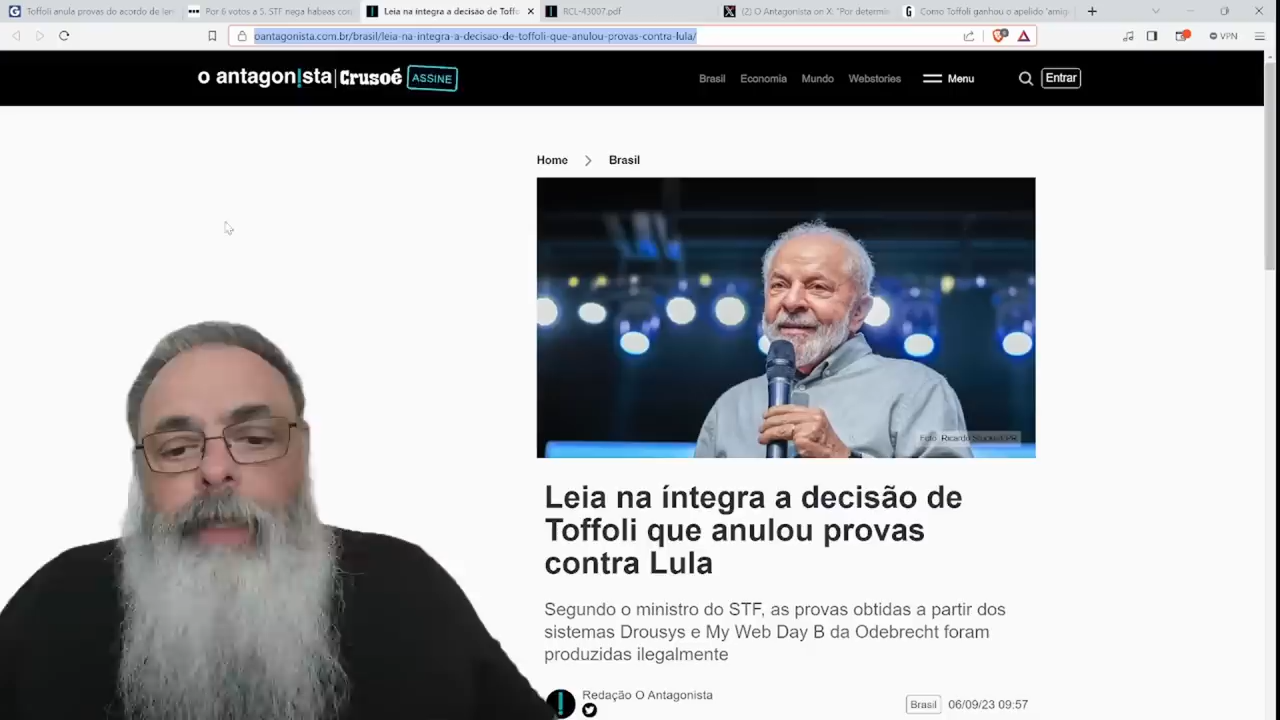 Toffoli anula provas do acordo de len
Por 6 votos a 5, STF nega habeas cor
Leia na íntegra a decisão de Toffo
RCL-43007.pdf
(2) O Antagonista on X: "Por determin
Como Toffoli ganhou o apelido 'amig
oantagonista.com.br/brasil/leia-na-integra-a-decisao-de-toffoli-que-anulou-provas-contra-lula/
VPN
o antagonista|Crusoé ASSINE
Brasil Economia Mundo Webstories Menu Entrar
Home Brasil
Foto: Ricardo Stuckert/PR
Leia na íntegra a decisão de
Toffoli que anulou provas
contra Lula
Segundo o ministro do STF, as provas obtidas a partir dos
sistemas Drousys e My Web Day B da Odebrecht foram
produzidas ilegalmente
Redação O Antagonista
Brasil 06/09/23 09:57